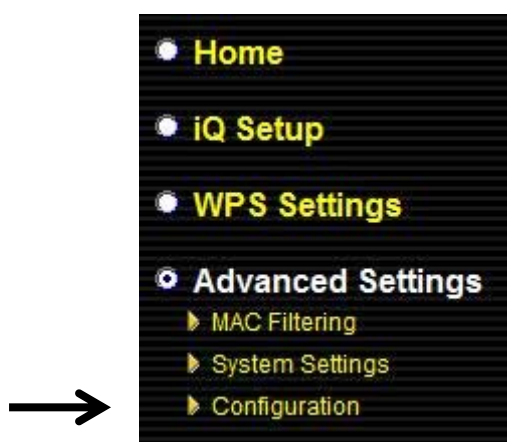 Home
iQ Setup
WPS Settings
Advanced Settings
MAC Filtering
System Settings
Configuration